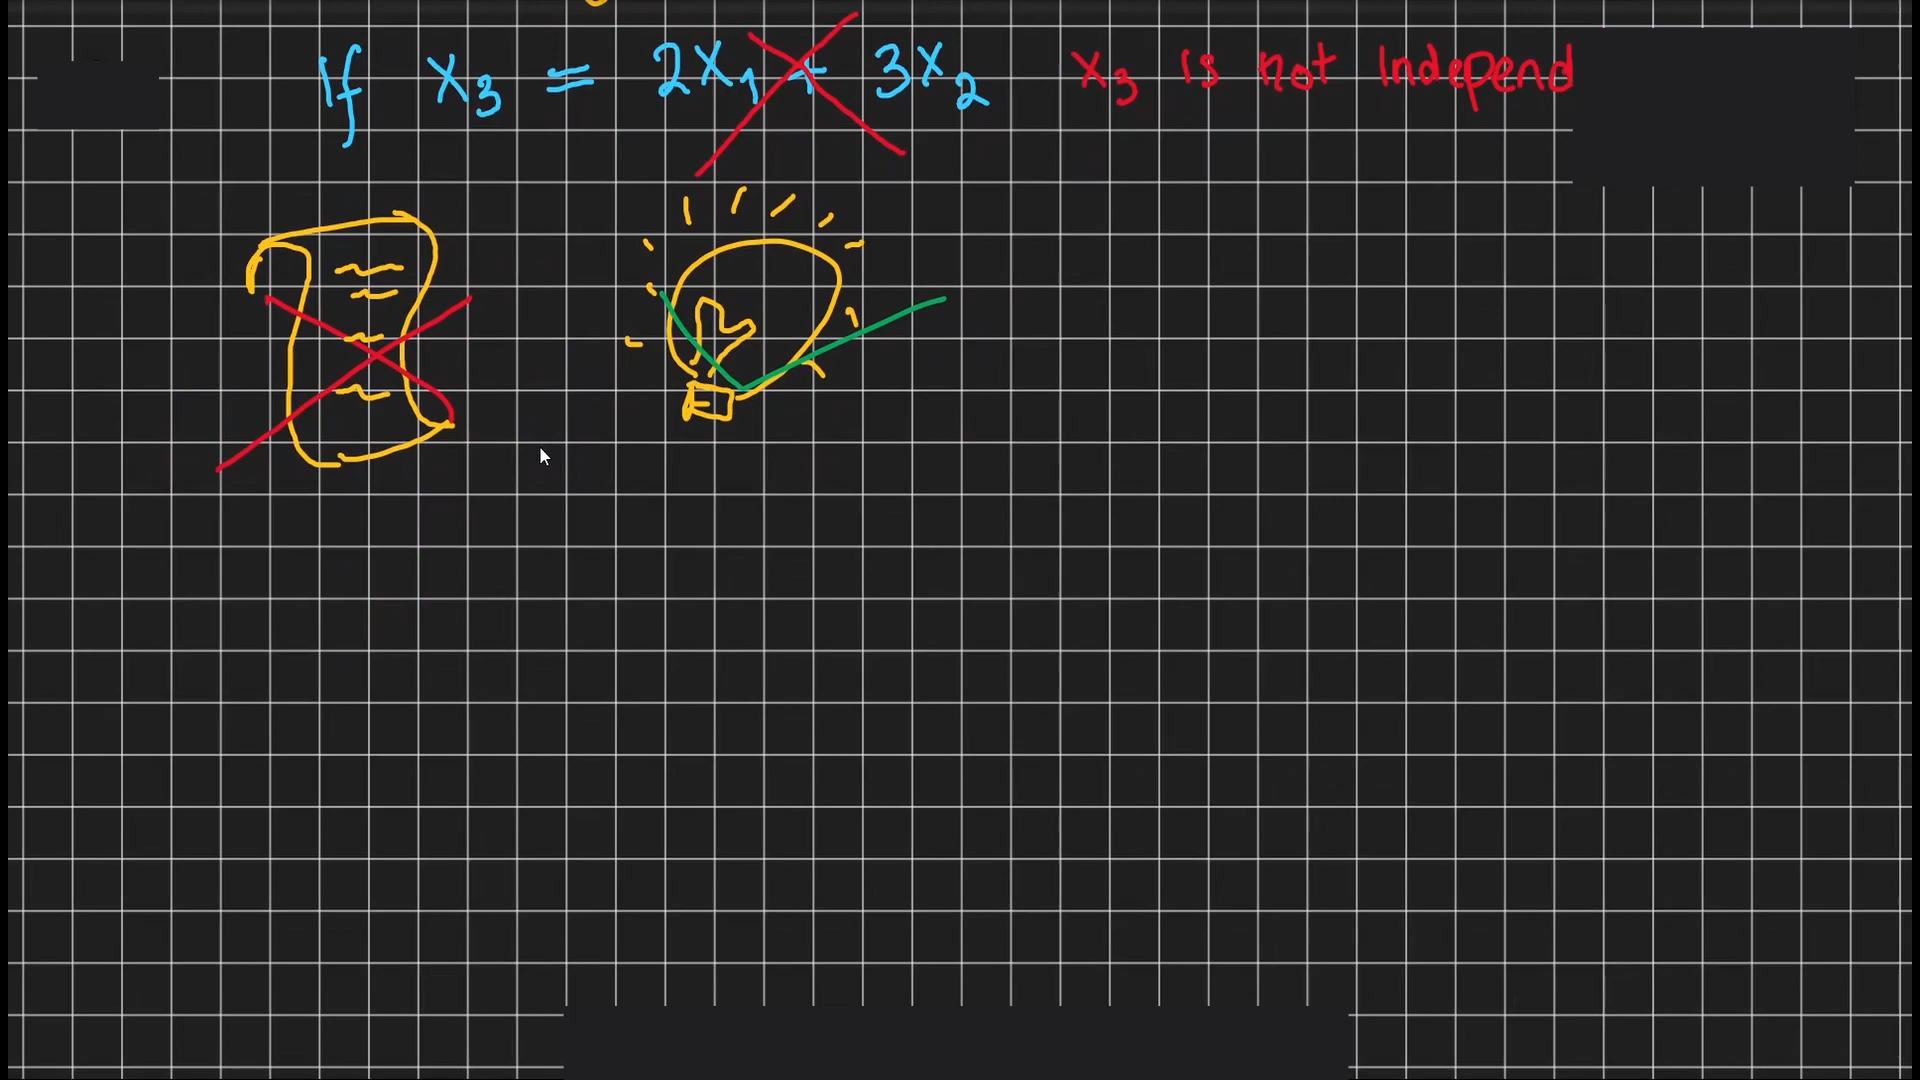 If x₃ = 2x₁ + 3x₂ x₃ is not Independ